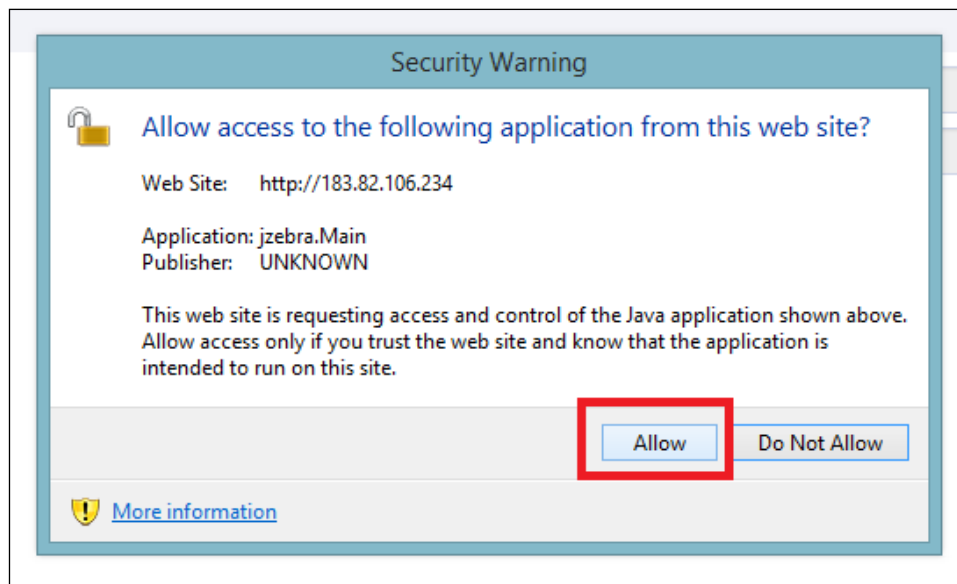 Security Warning
Allow access to the following application from this web site?
Web Site: http://183.82.106.234
Application: jzebra.Main
Publisher: UNKNOWN
This web site is requesting access and control of the Java application shown above.
Allow access only if you trust the web site and know that the application is
intended to run on this site.
Allow Do Not Allow
More information